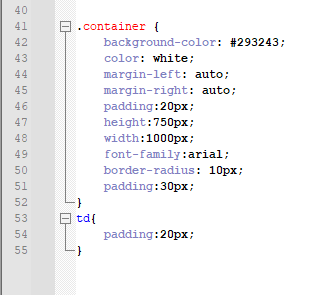 40
41 .container {
42 background-color: #293243;
43 color: white;
44 margin-left: auto;
45 margin-right: auto;
46 padding:20px;
47 height:750px;
48 width:1000px;
49 font-family:arial;
50 border-radius: 10px;
51 padding:30px;
52 }
53 td{
54 padding:20px;
55 }